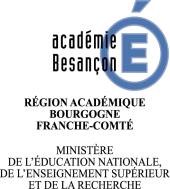 académie
Besançon
É
RÉGION ACADÉMIQUE
BOURGOGNE
FRANCHE-COMTÉ
MINISTÈRE
DE L'ÉDUCATION NATIONALE,
DE L'ENSEIGNEMENT SUPÉRIEUR
ET DE LA RECHERCHE